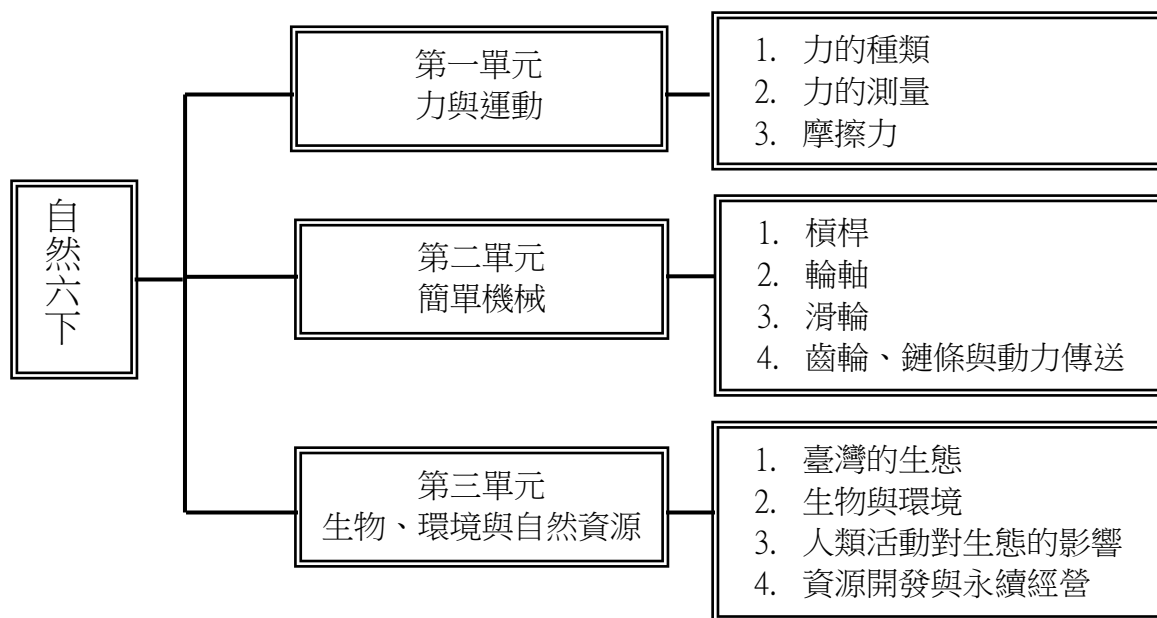 自然六下
第一單元
力與運動
1. 力的種類
2. 力的測量
3. 摩擦力
第二單元
簡單機械
1. 槓桿
2. 輪軸
3. 滑輪
4. 齒輪、鏈條與動力傳送
第三單元
生物、環境與自然資源
1. 臺灣的生態
2. 生物與環境
3. 人類活動對生態的影響
4. 資源開發與永續經營